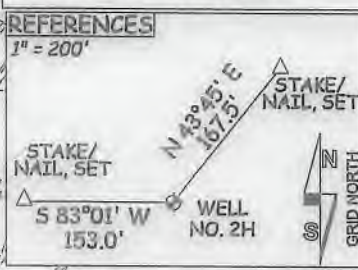 REFERENCES
1" = 200'
STAKE/
NAIL, SET
N 43°45' E
167.5'
STAKE/
NAIL, SET
S 83°01' W
153.0'
WELL
NO. 2H
N
S
GRID NORTH